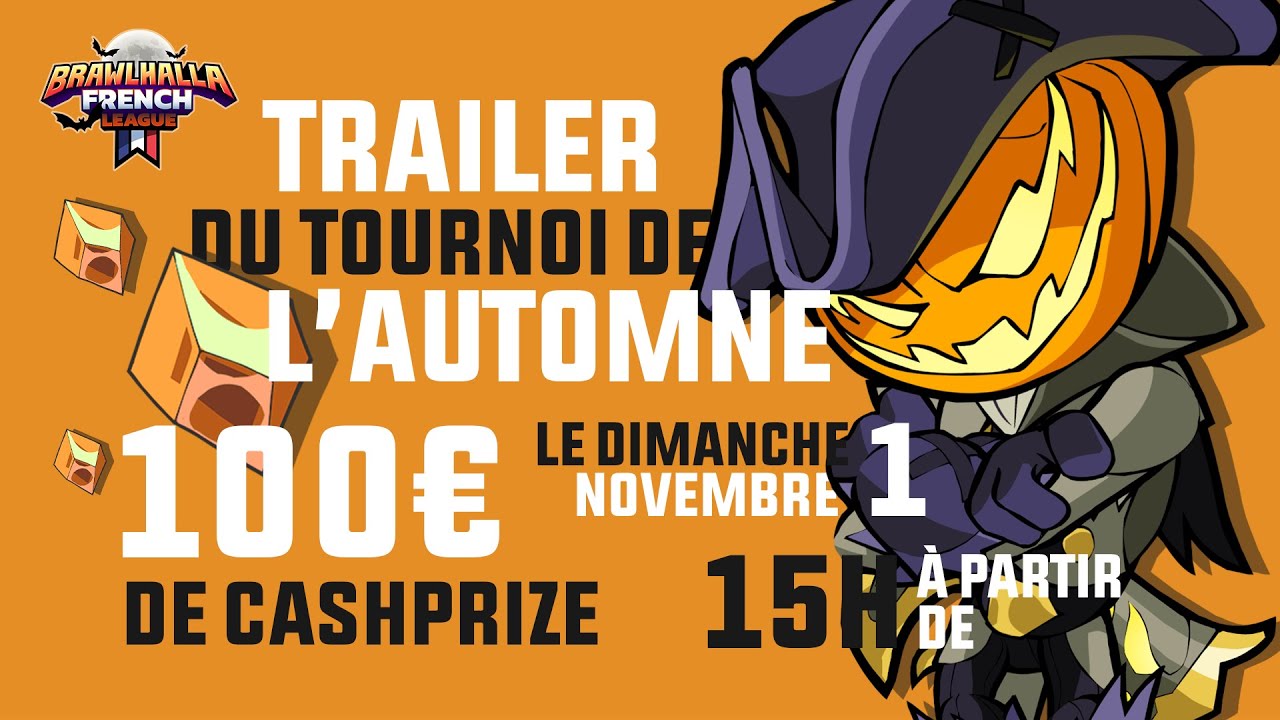 BRAWLHALLA
FRENCH
LEAGUE
TRAILER
DU TOURNOI DE
L'AUTOMNE
100€
DE CASHPRIZE
LE DIMANCHE 1
NOVEMBRE
15H À PARTIR
DE